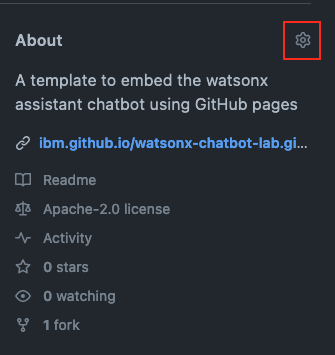 About
A template to embed the watsonx
assistant chatbot using GitHub pages
ibm.github.io/watsonx-chatbot-lab.gi...
Readme
Apache-2.0 license
Activity
0 stars
0 watching
1 fork